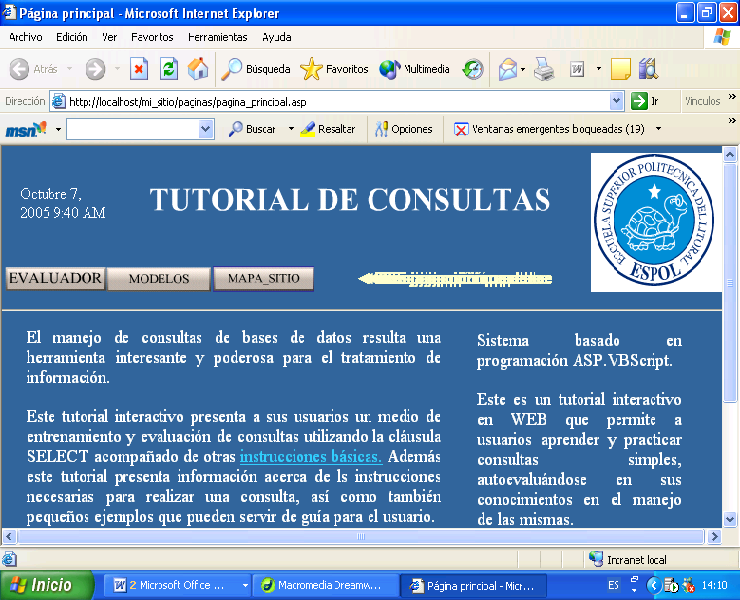 Página principal - Microsoft Internet Explorer
Archivo Edición Ver Favoritos Herramientas Ayuda
Atrás Búsqueda Favoritos Multimedia
Dirección http://localhost/mi_sitio/paginas/pagina_principal.asp Ir Vínculos »
msn Buscar Resaltar Opciones Ventanas emergentes boqueadas (19) »
Octubre 7,
2005 9:40 AM
TUTORIAL DE CONSULTAS
ESCUELA SUPERIOR POLITECNICA DEL LITORAL
ESPOL
EVALUADOR MODELOS MAPA_SITIO
El manejo de consultas de bases de datos resulta una
herramienta interesante y poderosa para el tratamiento de
información.
Este tutorial interactivo presenta a sus usuarios un medio de
entrenamiento y evaluación de consultas utilizando la cláusula
SELECT acompañado de otras instrucciones básicas. Además
este tutorial presenta información acerca de ls instrucciones
necesarias para realizar una consulta, así como también
pequeños ejemplos que pueden servir de guía para el usuario.
Sistema basado en
programación ASP.VBScript.
Este es un tutorial interactivo
en WEB que permite a
usuarios aprender y practicar
consultas simples,
autoevaluándose en sus
conocimientos en el manejo
de las mismas.
Intranet local
Inicio 2 Microsoft Office ... Macromedia Dreamw... Página principal - Micr... ES 14:10